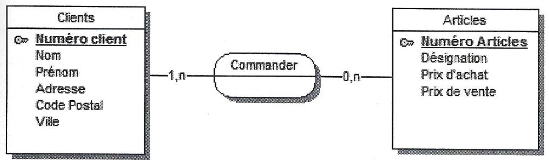 Clients
Numéro client
Nom
Prénom
Adresse
Code Postal
Ville
1,n
Commander
0,n
Articles
Numéro Articles
Désignation
Prix d'achat
Prix de vente